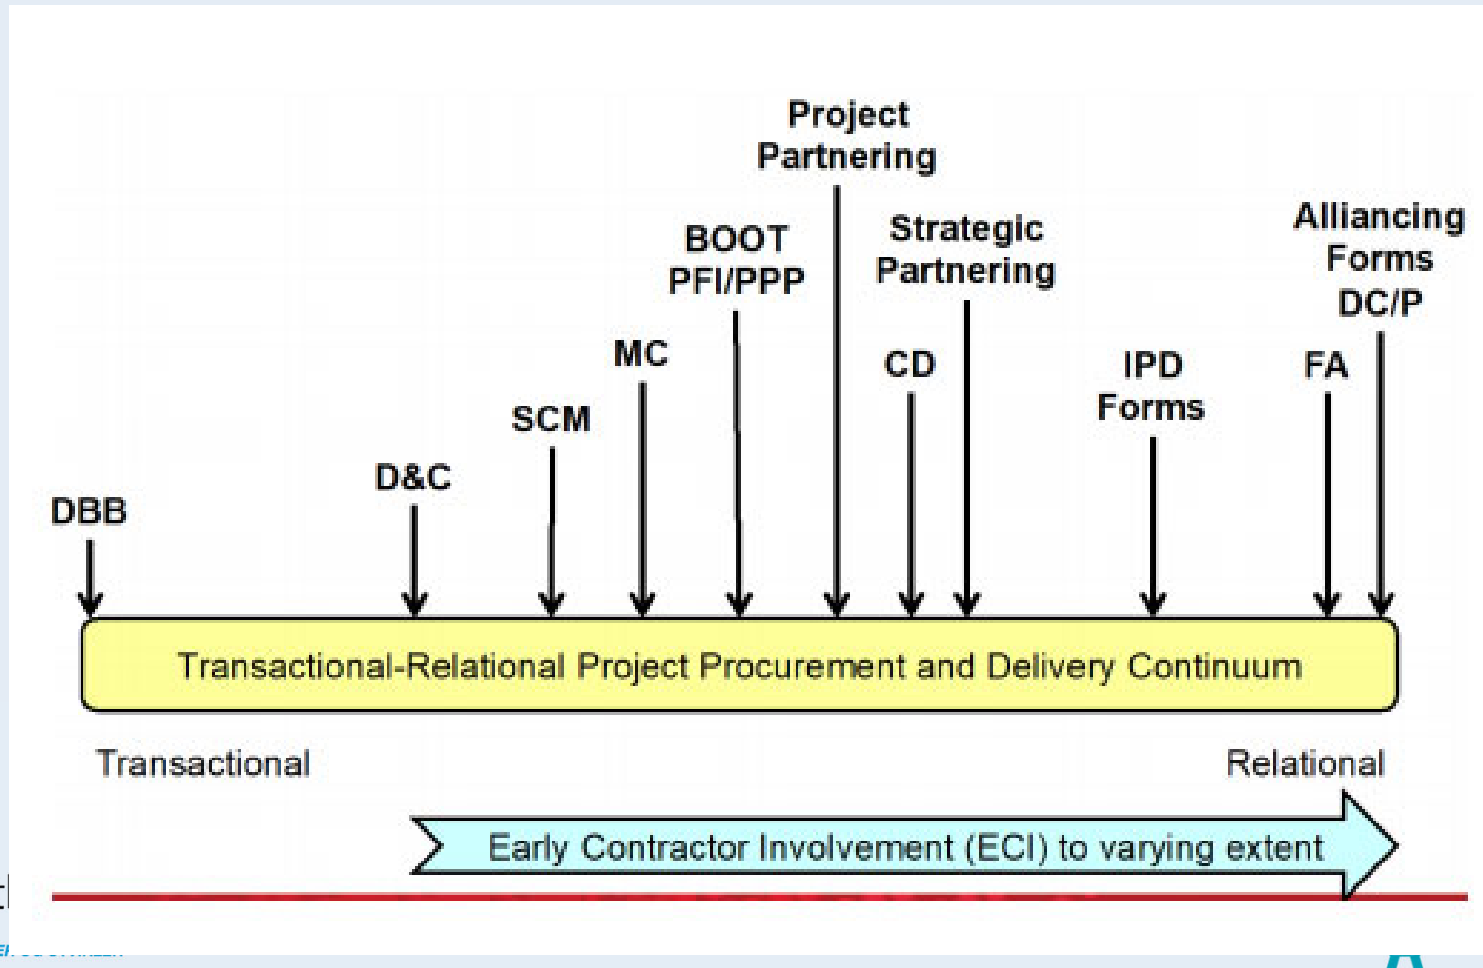 Project
Partnering
Strategic
Partnering
Alliancing
Forms
DC/P
BOOT
PFI/PPP
MC
CD
IPD
Forms
FA
SCM
D&C
DBB
Transactional-Relational Project Procurement and Delivery Continuum
Transactional
Relational
Early Contractor Involvement (ECI) to varying extent